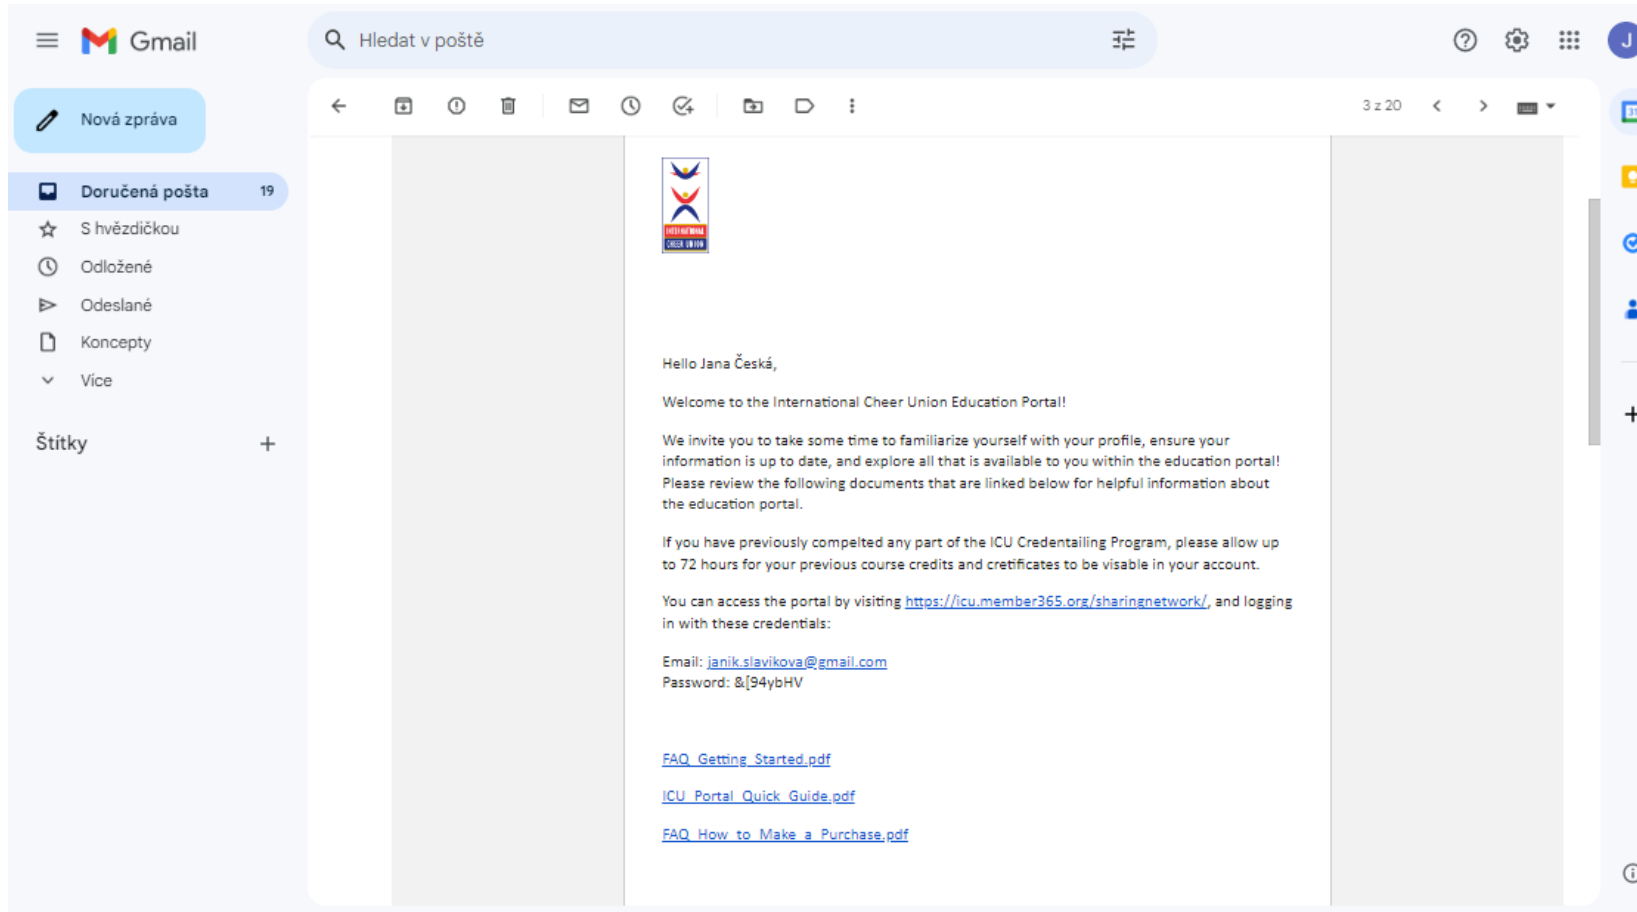 Gmail
Hledat v poště
J
Nová zpráva
3 z 20
31
Doručená pošta 19
S hvězdičkou
Odložené
Odeslané
Koncepty
Více
Štítky
INTERNATIONAL
CHEER UNION
Hello Jana Česká,
Welcome to the International Cheer Union Education Portal!
We invite you to take some time to familiarize yourself with your profile, ensure your
information is up to date, and explore all that is available to you within the education portal!
Please review the following documents that are linked below for helpful information about
the education portal.
If you have previously compelted any part of the ICU Credentailing Program, please allow up
to 72 hours for your previous course credits and cretificates to be visable in your account.
You can access the portal by visiting https://icu.member365.org/sharingnetwork/, and logging
in with these credentials:
Email: janik.slavikova@gmail.com
Password: &[94ybHV
FAQ_Getting_Started.pdf
ICU_Portal_Quick_Guide.pdf
FAQ_How_to_Make_a_Purchase.pdf